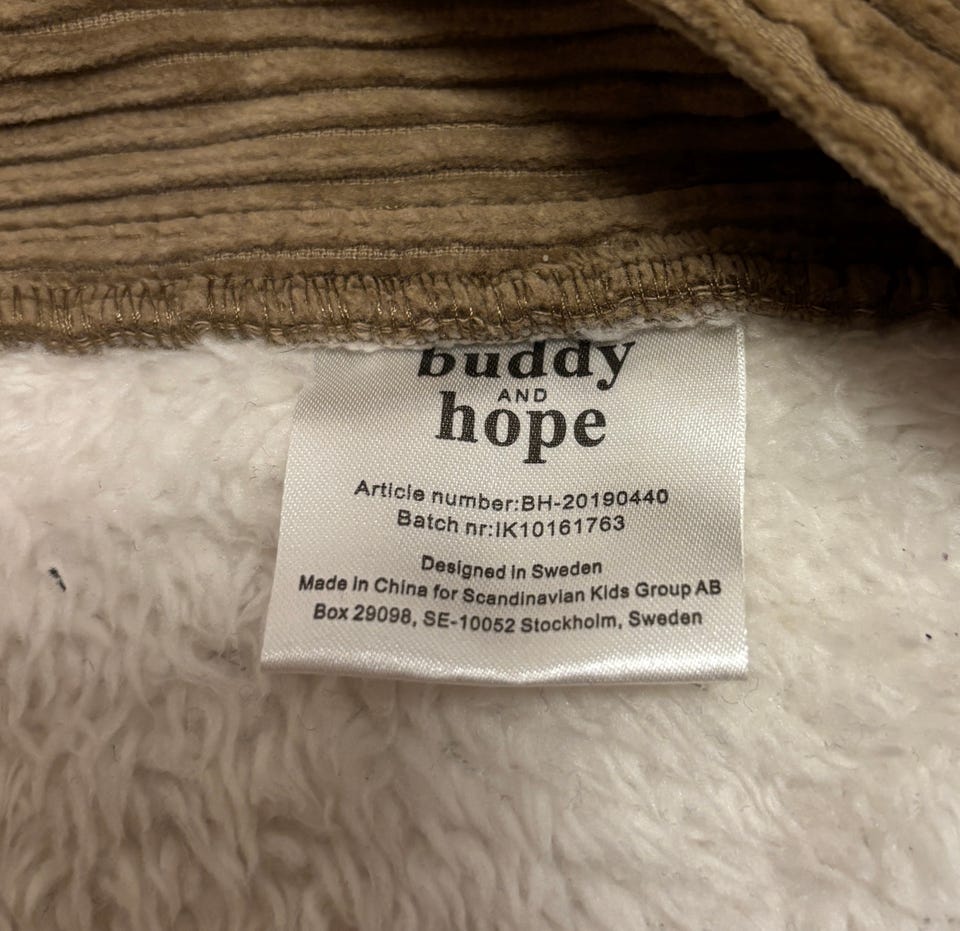 buddy
AND
hope
Article number:BH-20190440
Batch nr:IK10161763
Designed in Sweden
Made in China for Scandinavian Kids Group AB
Box 29098, SE-10052 Stockholm, Sweden